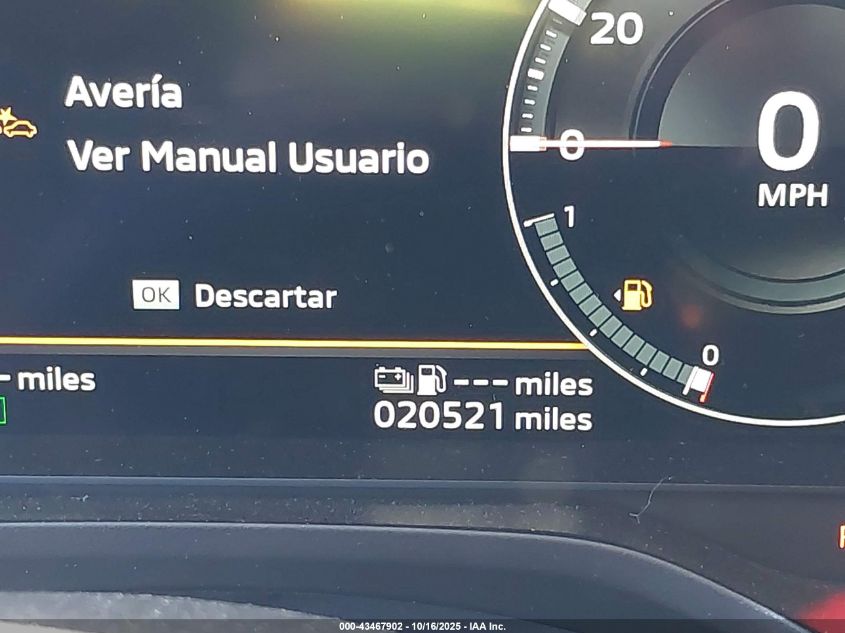 20
Avería
0
0
MPH
Ver Manual Usuario
1
OK Descartar
0
miles
--- miles
020521 miles
000-43467902 - 10/16/2025 - IAA Inc.